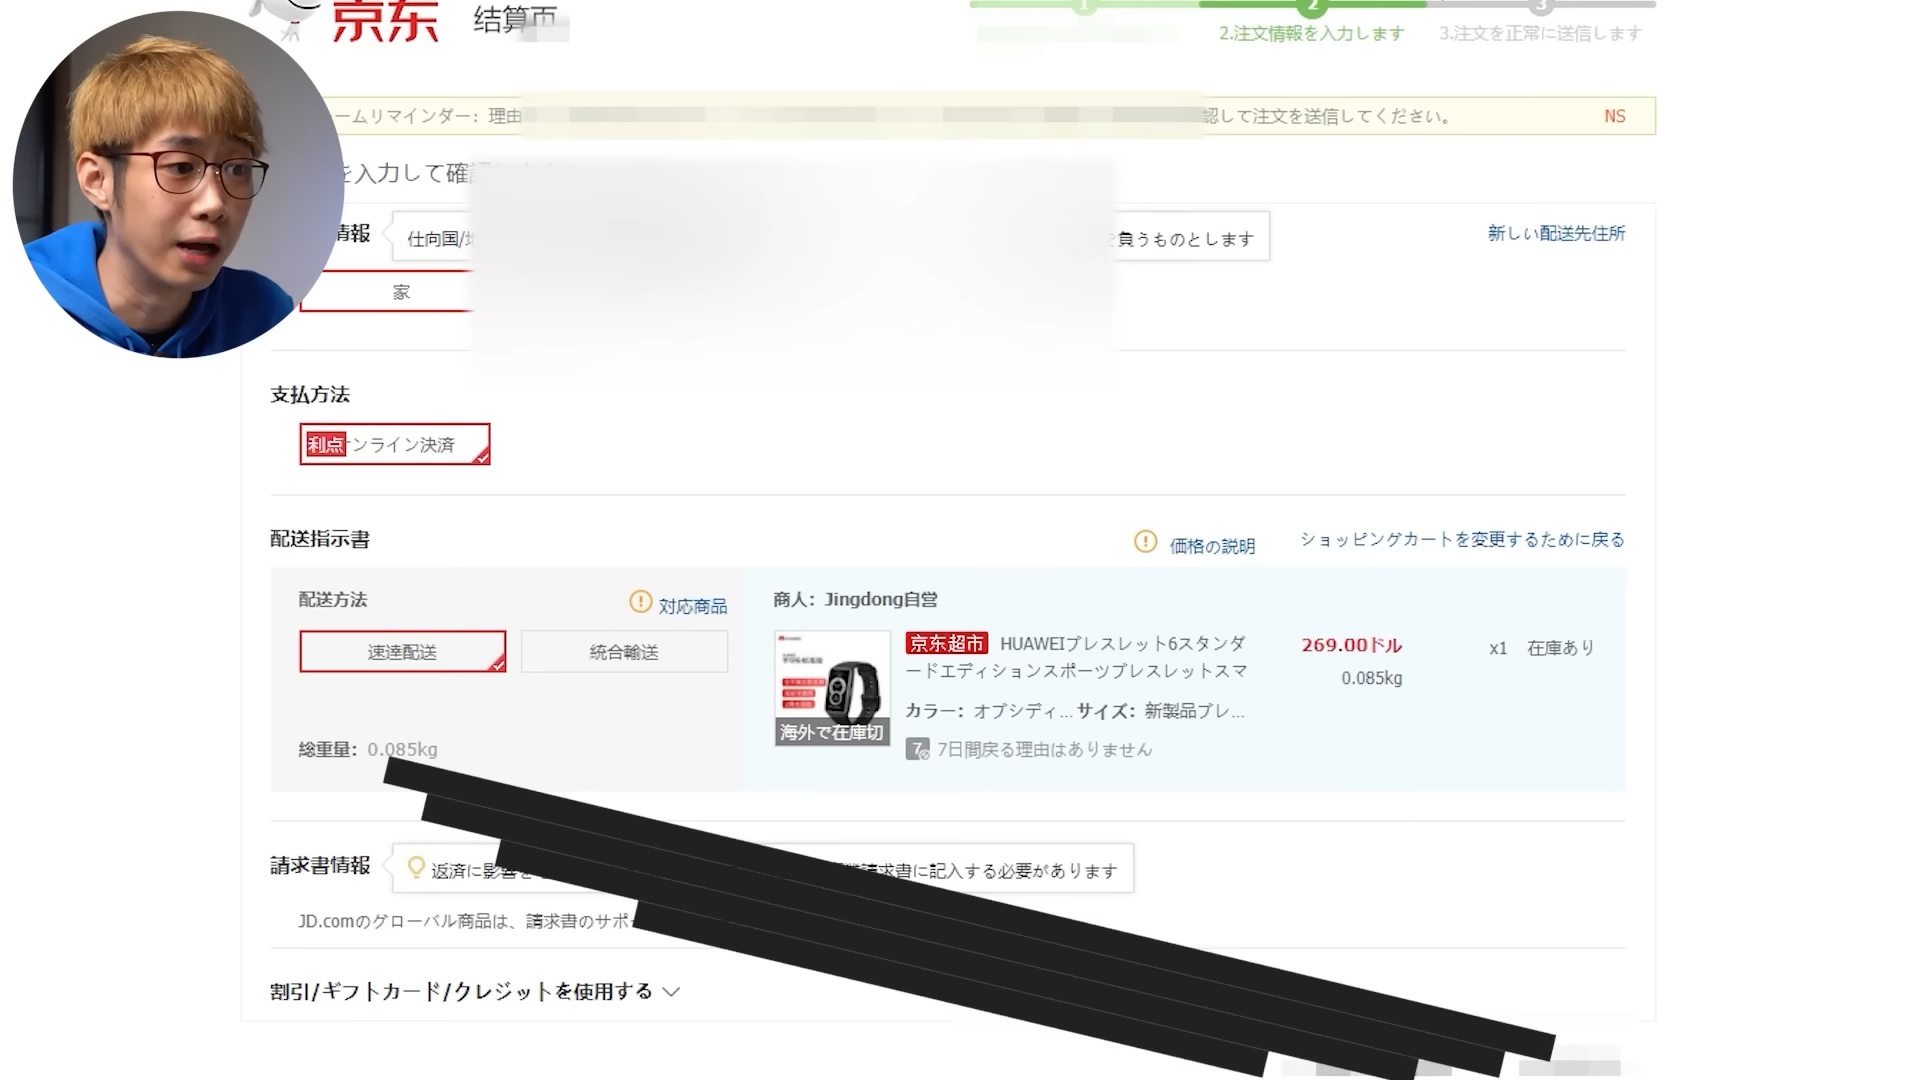 京东 结算页
2.注文情報を入力します
3.注文を正常に送信します
ームリマインダー：理由
認して注文を送信してください。
NS
を入力して確
情報
仕向国/地
を負うものとします
新しい配送先住所
家
支払方法
利点 ンライン決済
配送指示書
価格の説明
ショッピングカートを変更するために戻る
配送方法
対応商品
速達配送
統合輸送
総重量：0.085kg
商人：Jingdong自営
京东超市 HUAWEIブレスレット6スタンダ
ードエディションスポーツブレスレットスマ
カラー：オブシディ... サイズ：新製品ブレ...
7日間戻る理由はありません
海外で在庫切
269.00ドル
0.085kg
x1
在庫あり
請求書情報
返済に影響を
請求書に記入する必要があります
JD.comのグローバル商品は、請求書のサポ
割引/ギフトカード/クレジットを使用する